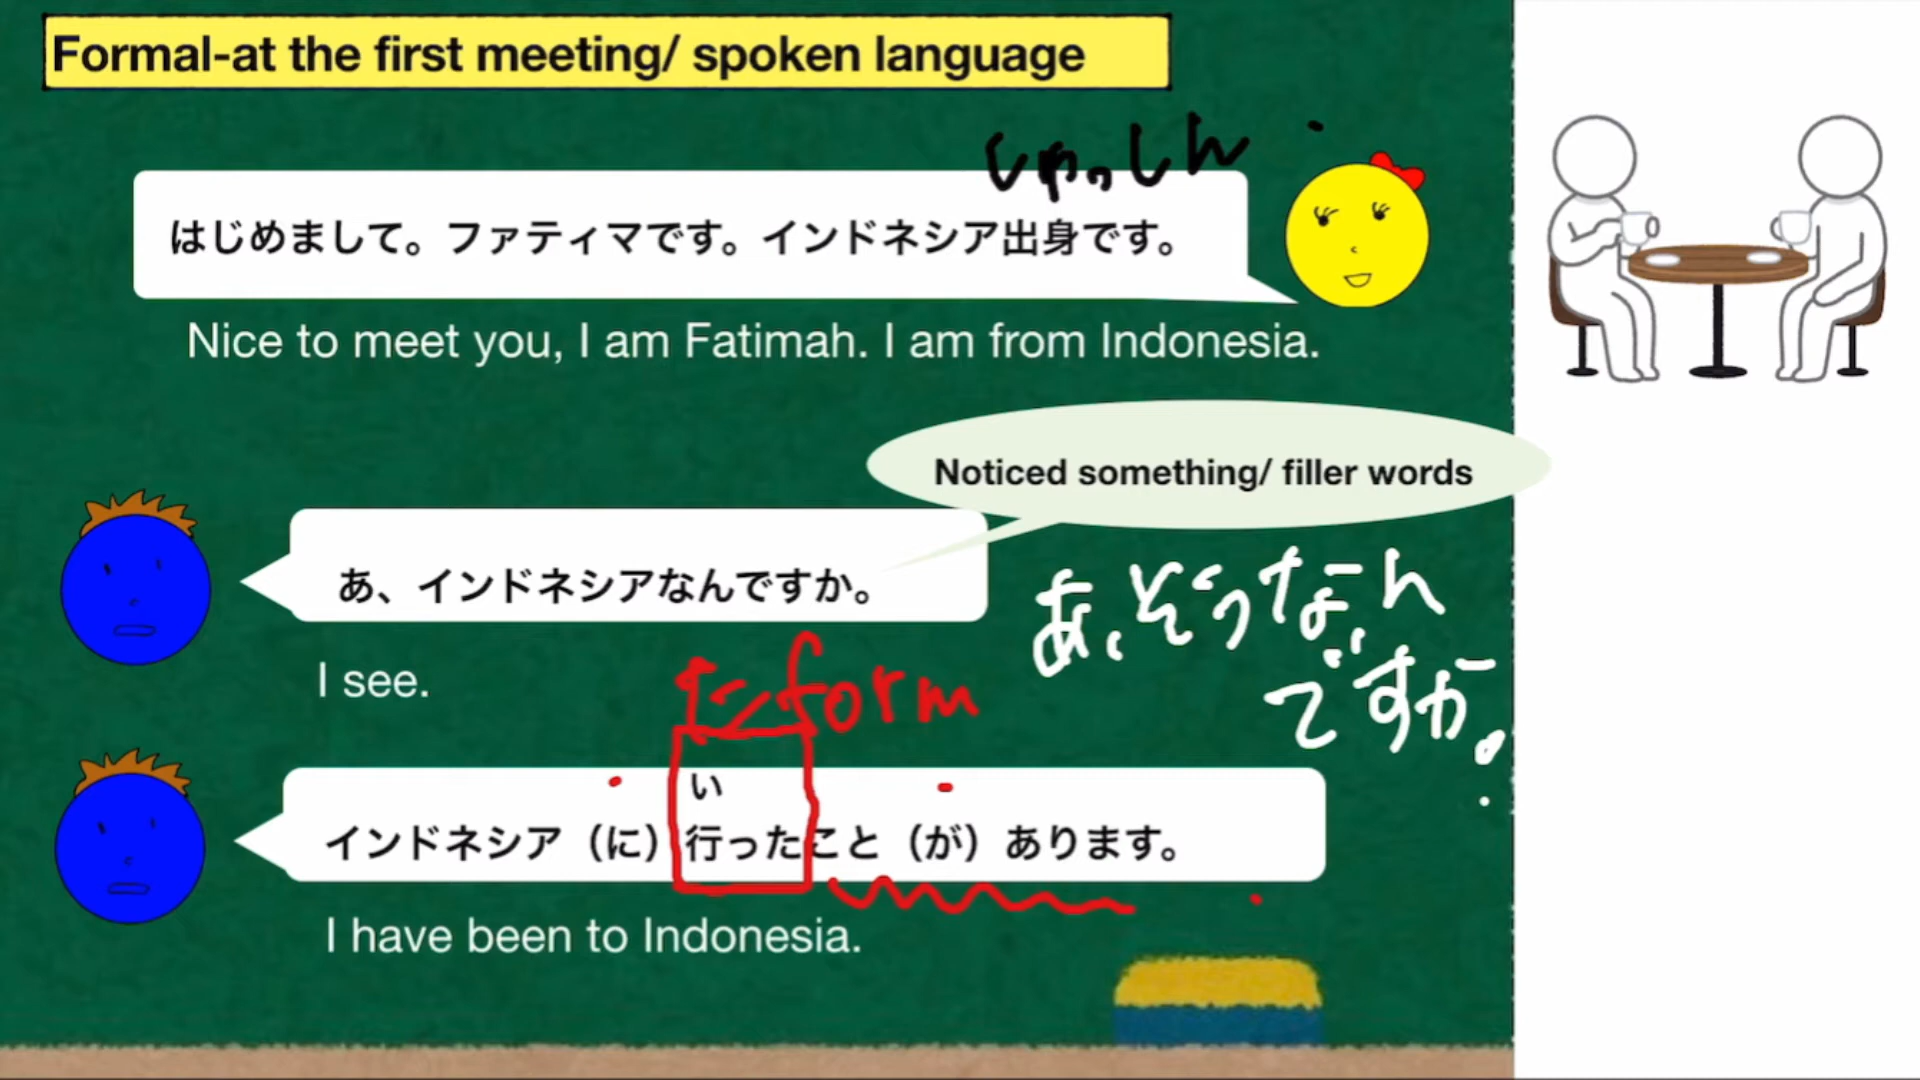 Formal-at the first meeting/ spoken language
しゅっしん
はじめまして。ファティマです。インドネシア出身です。
Nice to meet you, I am Fatimah. I am from Indonesia.
Noticed something/ filler words
あ、インドネシアなんですか。
あ、そうなん
ですか。
I see.
た form
い
インドネシア（に）行ったこと（が）あります。
I have been to Indonesia.